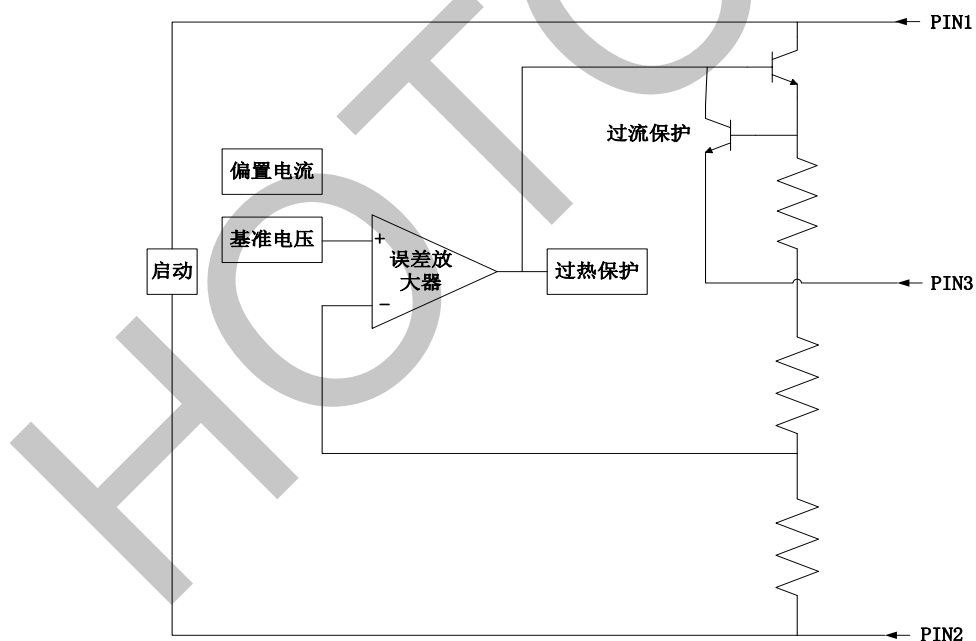 PIN1
过流保护
偏置电流
基准电压
+
误差放
大器
启动
过热保护
PIN3
-
PIN2
HOTC